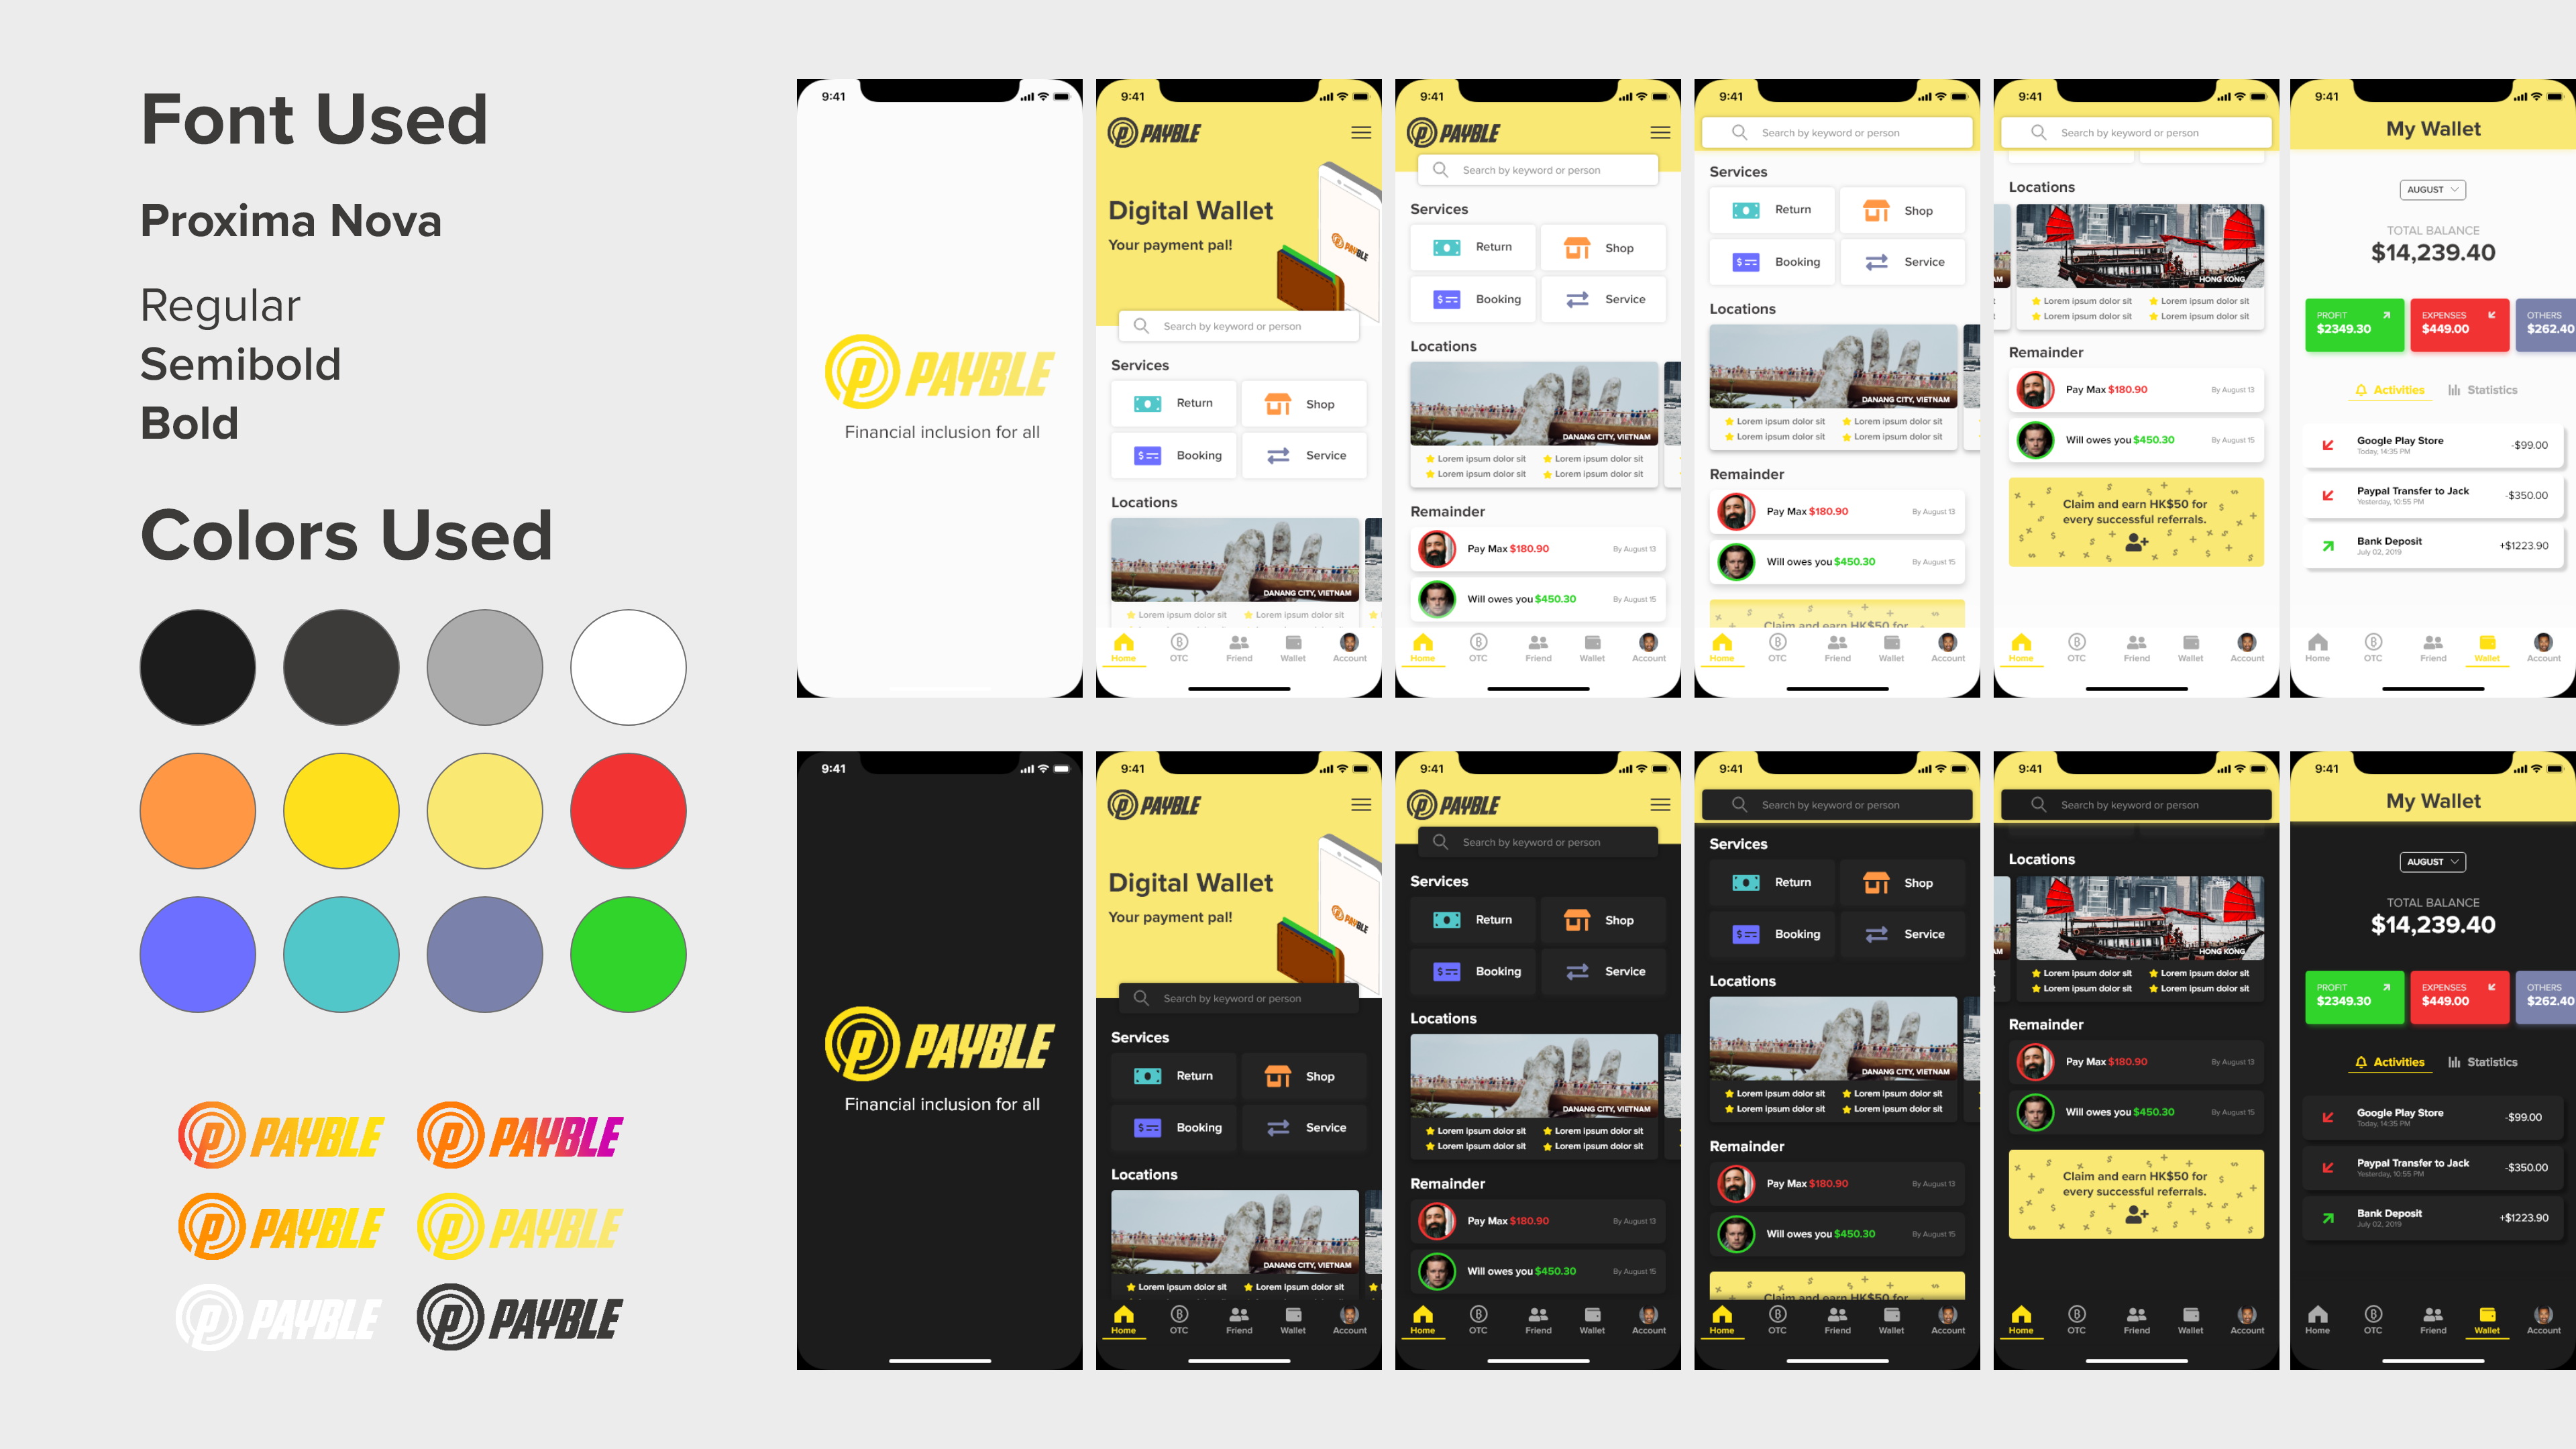 Font Used
Proxima Nova
Regular
Semibold
Bold
Colors Used
PAYBLE PAYBLE
PAYBLE PAYBLE
PAYBLE PAYBLE
9:41
PAYBLE
Financial inclusion for all
9:41
PAYBLE
Digital Wallet
Your payment pal!
PAYBLE
Search by keyword or person
Services
Return Shop
Booking Service
Locations
DANANG CITY, VIETNAM
Lorem ipsum dolor sit Lorem ipsum dolor sit
Home OTC Friend Wallet Account
9:41
PAYBLE
Search by keyword or person
Services
Return Shop
Booking Service
Locations
DANANG CITY, VIETNAM
Lorem ipsum dolor sit Lorem ipsum dolor sit
Lorem ipsum dolor sit Lorem ipsum dolor sit
Remainder
Pay Max $180.90 By August 13
Will owes you $450.30 By August 15
Home OTC Friend Wallet Account
9:41
Search by keyword or person
Services
Return Shop
Booking Service
Locations
DANANG CITY, VIETNAM
Lorem ipsum dolor sit Lorem ipsum dolor sit
Lorem ipsum dolor sit Lorem ipsum dolor sit
Remainder
Pay Max $180.90 By August 13
Will owes you $450.30 By August 15
Claim and earn HK$50 for
Home OTC Friend Wallet Account
9:41
Search by keyword or person
Locations
AM HONG KONG
Lorem ipsum dolor sit Lorem ipsum dolor sit
Lorem ipsum dolor sit Lorem ipsum dolor sit
Remainder
Pay Max $180.90 By August 13
Will owes you $450.30 By August 15
Claim and earn HK$50 for
every successful referrals.
Home OTC Friend Wallet Account
9:41
My Wallet
AUGUST
TOTAL BALANCE
$14,239.40
PROFIT EXPENSES OTHERS
$2349.30 $449.00 $262.40
Activities Statistics
Google Play Store -$99.00
Today, 14:35 PM
Paypal Transfer to Jack -$350.00
Yesterday, 10:55 PM
Bank Deposit +$1223.90
July 02, 2019
Home OTC Friend Wallet Account
9:41
PAYBLE
Financial inclusion for all
9:41
PAYBLE
Digital Wallet
Your payment pal!
PAYBLE
Search by keyword or person
Services
Return Shop
Booking Service
Locations
DANANG CITY, VIETNAM
Lorem ipsum dolor sit Lorem ipsum dolor sit
Home OTC Friend Wallet Account
9:41
PAYBLE
Search by keyword or person
Services
Return Shop
Booking Service
Locations
DANANG CITY, VIETNAM
Lorem ipsum dolor sit Lorem ipsum dolor sit
Lorem ipsum dolor sit Lorem ipsum dolor sit
Remainder
Pay Max $180.90 By August 13
Will owes you $450.30 By August 15
Home OTC Friend Wallet Account
9:41
Search by keyword or person
Services
Return Shop
Booking Service
Locations
DANANG CITY, VIETNAM
Lorem ipsum dolor sit Lorem ipsum dolor sit
Lorem ipsum dolor sit Lorem ipsum dolor sit
Remainder
Pay Max $180.90 By August 13
Will owes you $450.30 By August 15
Claim and earn HK$50 for
Home OTC Friend Wallet Account
9:41
Search by keyword or person
Locations
AM HONG KONG
Lorem ipsum dolor sit Lorem ipsum dolor sit
Lorem ipsum dolor sit Lorem ipsum dolor sit
Remainder
Pay Max $180.90 By August 13
Will owes you $450.30 By August 15
Claim and earn HK$50 for
every successful referrals.
Home OTC Friend Wallet Account
9:41
My Wallet
AUGUST
TOTAL BALANCE
$14,239.40
PROFIT EXPENSES OTHERS
$2349.30 $449.00 $262.40
Activities Statistics
Google Play Store -$99.00
Today, 14:35 PM
Paypal Transfer to Jack -$350.00
Yesterday, 10:55 PM
Bank Deposit +$1223.90
July 02, 2019
Home OTC Friend Wallet Account